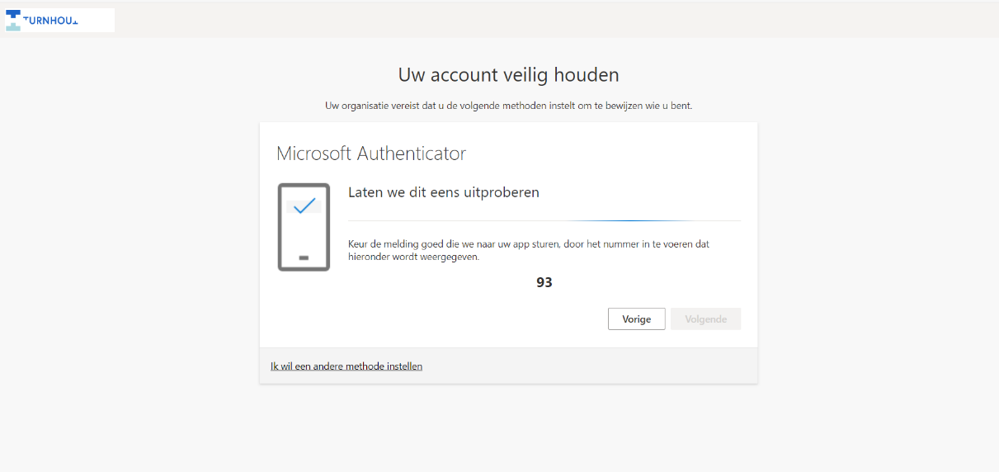 TURNHOUT
Uw account veilig houden
Uw organisatie vereist dat u de volgende methoden instelt om te bewijzen wie u bent.
Microsoft Authenticator
Laten we dit eens uitproberen
Keur de melding goed die we naar uw app sturen, door het nummer in te voeren dat
hieronder wordt weergegeven.
93
Vorige
Volgende
Ik wil een andere methode instellen